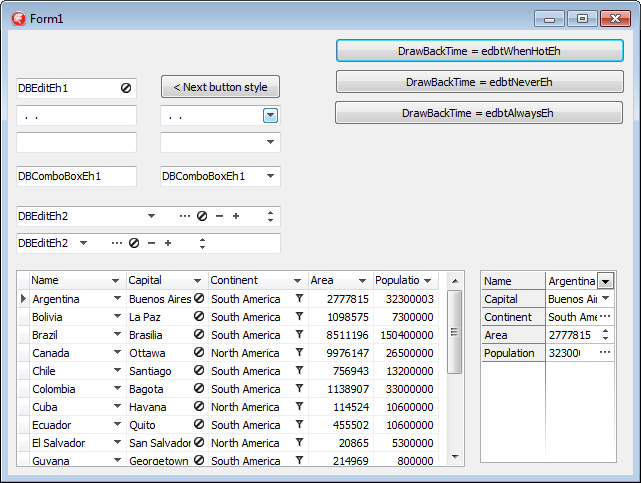 Form1
DrawBackTime = edbtWhenHotEh
DBEditEh1 < Next button style DrawBackTime = edbtNeverEh
. . . . DrawBackTime = edbtAlwaysEh
DBComboBoxEh1 DBComboBoxEh1
DBEditEh2
DBEditEh2
Name Capital Continent Area Populatio
Argentina Buenos Aires South America 2777815 32300003
Bolivia La Paz South America 1098575 7300000
Brazil Brasilia South America 8511196 150400000
Canada Ottawa North America 9976147 26500000
Chile Santiago South America 756943 13200000
Colombia Bagota South America 1138907 33000000
Cuba Havana North America 114524 10600000
Ecuador Quito South America 455502 10600000
El Salvador San Salvador North America 20865 5300000
Guyana Georgetown South America 214969 800000
Name Argentina
Capital Buenos Air
Continent South Ame
Area 2777815
Population 32300